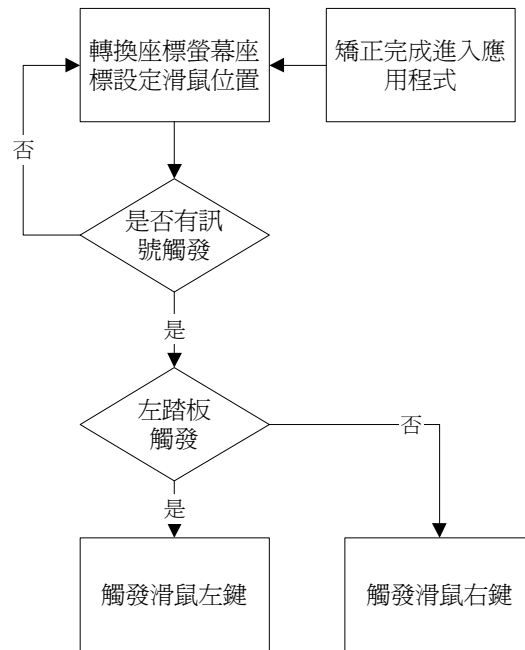 轉換座標螢幕座
標設定滑鼠位置
矯正完成進入應
用程式
否
是否有訊
號觸發
是
左踏板
觸發
否
是
觸發滑鼠左鍵
觸發滑鼠右鍵